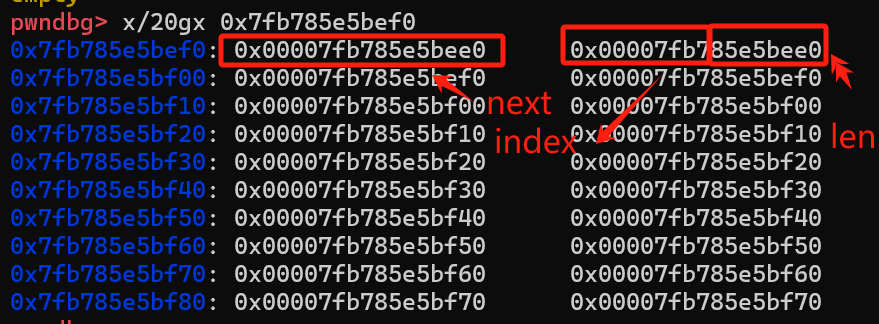 empty
pwndbg> x/20gx 0x7fb785e5bef0
0x7fb785e5bef0: 0x00007fb785e5bee0 0x00007fb785e5bee0
0x7fb785e5bf00: 0x00007fb785e5bef0 0x00007fb785e5bef0
0x7fb785e5bf10: 0x00007fb785e5bf00 0x00007fb785e5bf00
0x7fb785e5bf20: 0x00007fb785e5bf10 0x00007fb785e5bf10
0x7fb785e5bf30: 0x00007fb785e5bf20 0x00007fb785e5bf20
0x7fb785e5bf40: 0x00007fb785e5bf30 0x00007fb785e5bf30
0x7fb785e5bf50: 0x00007fb785e5bf40 0x00007fb785e5bf40
0x7fb785e5bf60: 0x00007fb785e5bf50 0x00007fb785e5bf50
0x7fb785e5bf70: 0x00007fb785e5bf60 0x00007fb785e5bf60
0x7fb785e5bf80: 0x00007fb785e5bf70 0x00007fb785e5bf70
next
index
len